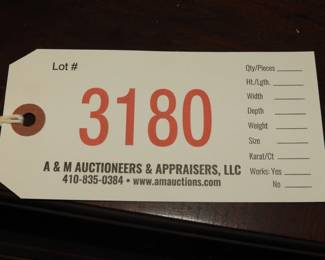 Lot #
3180
Qty/Pieces
Ht./Lgth.
Width
Depth
Weight
Size
Karat/Ct
Works: Yes
No
A & M AUCTIONEERS & APPRAISERS, LLC
410-835-0384 • www.amauctions.com